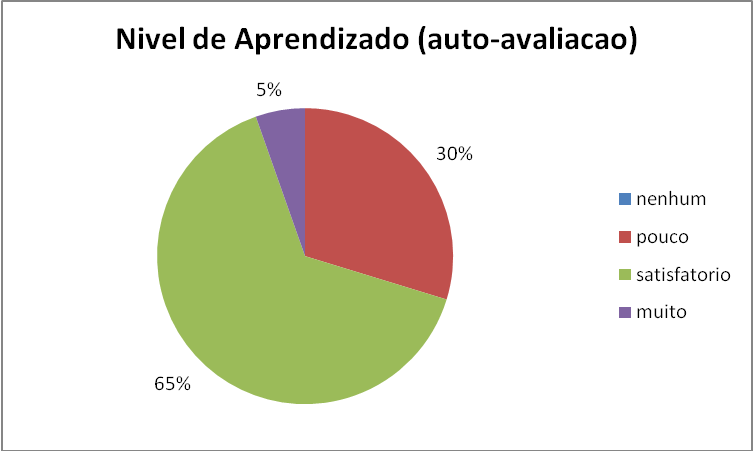 Nivel de Aprendizado (auto-avaliacao)
5%
30%
65%
nenhum
pouco
satisfatorio
muito